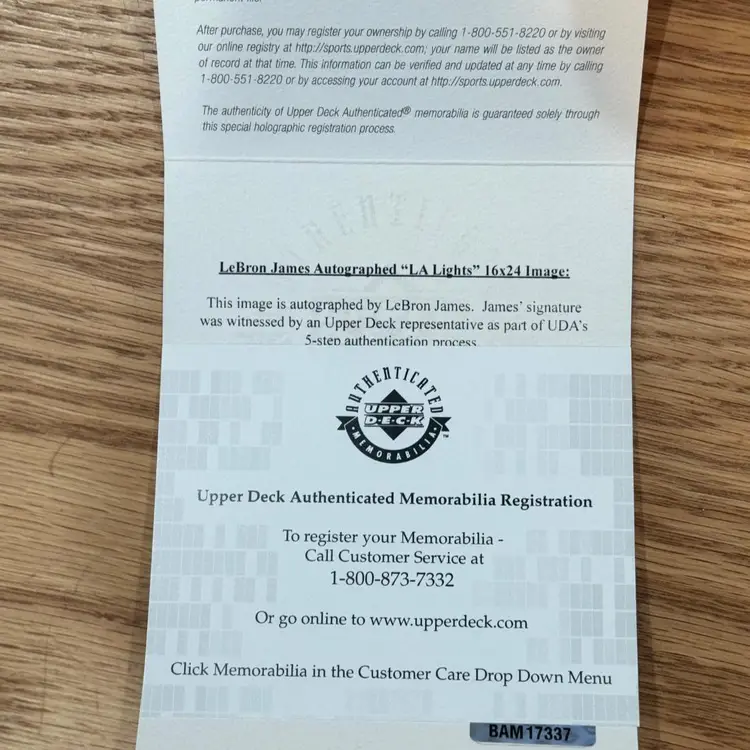 After purchase, you may register your ownership by calling 1-800-551-8220 or by visiting
our online registry at http://sports.upperdeck.com; your name will be listed as the owner
of record at that time. This information can be verified and updated at any time by calling
1-800-551-8220 or by accessing your account at http://sports.upperdeck.com.
The authenticity of Upper Deck Authenticated® memorabilia is guaranteed solely through
this special holographic registration process.
LeBron James Autographed “LA Lights” 16x24 Image:
This image is autographed by LeBron James. James’ signature
was witnessed by an Upper Deck representative as part of UDA’s
5-step authentication process
AUTHENTICATED
UPPER
D·E·C·K
·MEMORABILIA·
™
Upper Deck Authenticated Memorabilia Registration
To register your Memorabilia -
Call Customer Service at
1-800-873-7332
Or go online to www.upperdeck.com
Click Memorabilia in the Customer Care Drop Down Menu
BAM17337